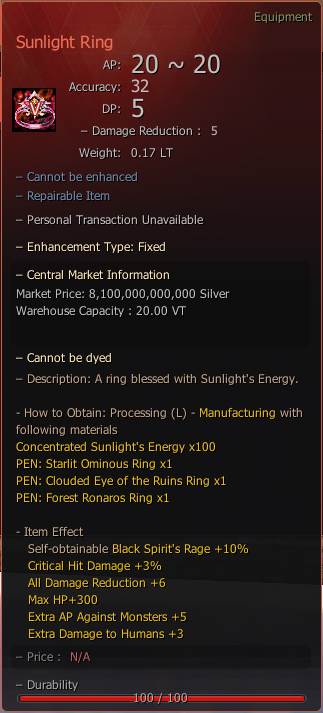 Equipment
Sunlight Ring
AP: 20 ~ 20
Accuracy: 32
DP: 5
– Damage Reduction : 5
Weight: 0.17 LT
– Cannot be enhanced
– Repairable Item
– Personal Transaction Unavailable
– Enhancement Type: Fixed
– Central Market Information
Market Price: 8,100,000,000,000 Silver
Warehouse Capacity : 20.00 VT
– Cannot be dyed
– Description: A ring blessed with Sunlight's Energy.
- How to Obtain: Processing (L) - Manufacturing with
following materials
Concentrated Sunlight's Energy x100
PEN: Starlit Ominous Ring x1
PEN: Clouded Eye of the Ruins Ring x1
PEN: Forest Ronaros Ring x1
- Item Effect
Self-obtainable Black Spirit's Rage +10%
Critical Hit Damage +3%
All Damage Reduction +6
Max HP+300
Extra AP Against Monsters +5
Extra Damage to Humans +3
– Price : N/A
– Durability
100 / 100